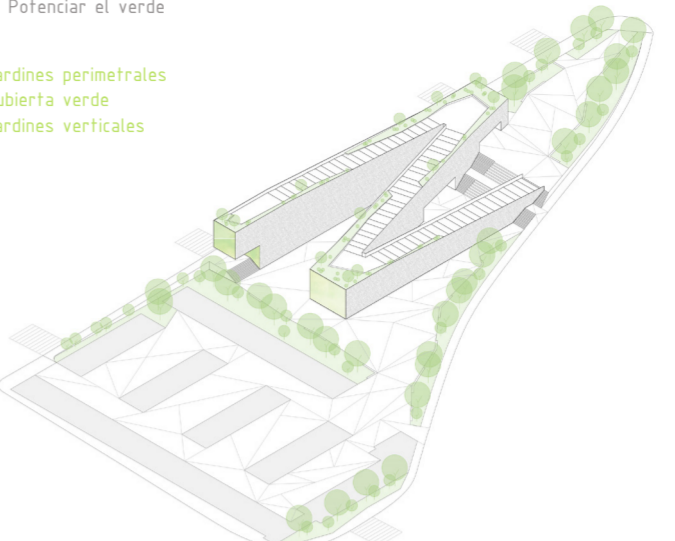 Potenciar el verde
ardines perimetrales
ubierta verde
ardines verticales